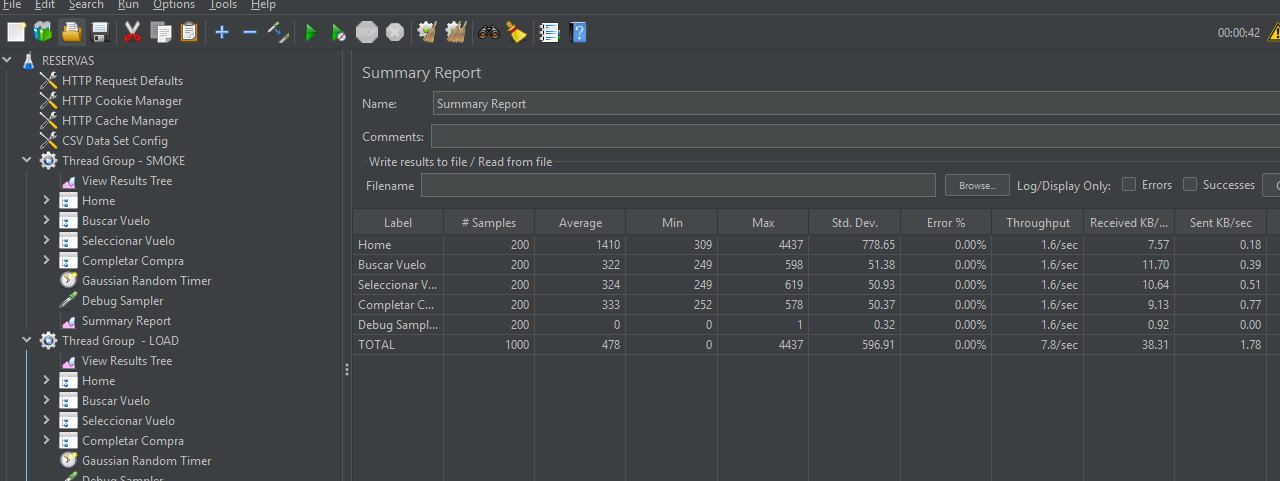 File Edit Search Run Options Tools Help
00:00:42
RESERVAS
HTTP Request Defaults
HTTP Cookie Manager
HTTP Cache Manager
CSV Data Set Config
Thread Group - SMOKE
View Results Tree
Home
Buscar Vuelo
Seleccionar Vuelo
Completar Compra
Gaussian Random Timer
Debug Sampler
Summary Report
Thread Group - LOAD
View Results Tree
Home
Buscar Vuelo
Seleccionar Vuelo
Completar Compra
Gaussian Random Timer
Debug Sampler
Summary Report
Name: Summary Report
Comments:
Write results to file / Read from file
Filename Browse... Log/Display Only: Errors Successes
Label # Samples Average Min Max Std. Dev. Error % Throughput Received KB/... Sent KB/sec
Home 200 1410 309 4437 778.65 0.00% 1.6/sec 7.57 0.18
Buscar Vuelo 200 322 249 598 51.38 0.00% 1.6/sec 11.70 0.39
Seleccionar V... 200 324 249 619 50.93 0.00% 1.6/sec 10.64 0.51
Completar C... 200 333 252 578 50.37 0.00% 1.6/sec 9.13 0.77
Debug Sampl... 200 0 0 1 0.32 0.00% 1.6/sec 0.92 0.00
TOTAL 1000 478 0 4437 596.91 0.00% 7.8/sec 38.31 1.78